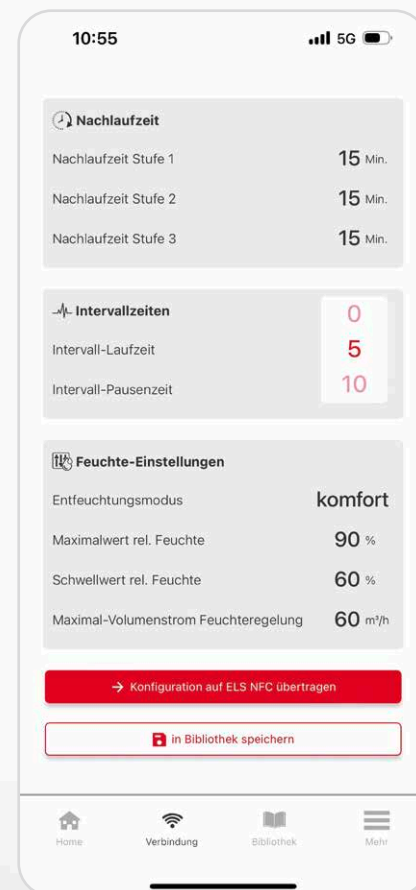 10:55 5G
Nachlaufzeit
Nachlaufzeit Stufe 1 15 Min.
Nachlaufzeit Stufe 2 15 Min.
Nachlaufzeit Stufe 3 15 Min.
Intervallzeiten 0
Intervall-Laufzeit 5
Intervall-Pausenzeit 10
Feuchte-Einstellungen
Entfeuchtungsmodus komfort
Maximalwert rel. Feuchte 90 %
Schwellwert rel. Feuchte 60 %
Maximal-Volumenstrom Feuchteregelung 60 m³/h
→ Konfiguration auf ELS NFC übertragen
in Bibliothek speichern
Home Verbindung Bibliothek Mehr